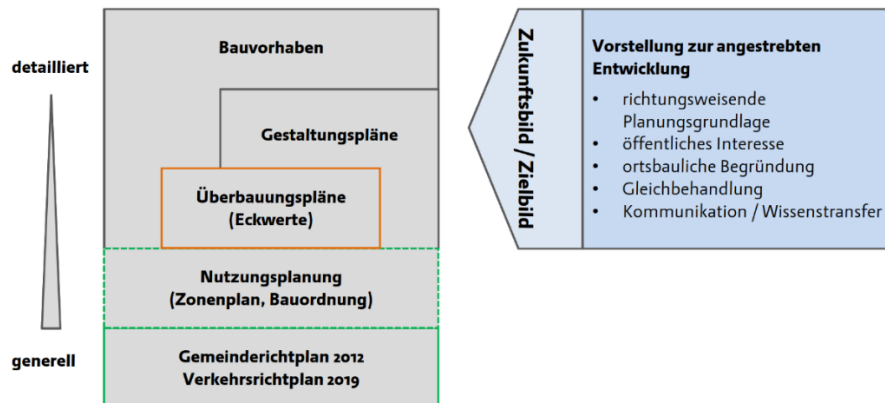 detailliert
generell
Bauvorhaben
Gestaltungspläne
Überbauungspläne
(Eckwerte)
Nutzungsplanung
(Zonenplan, Bauordnung)
Gemeinderichtplan 2012
Verkehrsrichtplan 2019
Zukunftsbild / Zielbild
Vorstellung zur angestrebten
Entwicklung
• richtungsweisende
Planungsgrundlage
• öffentliches Interesse
• ortsbauliche Begründung
• Gleichbehandlung
• Kommunikation / Wissenstransfer